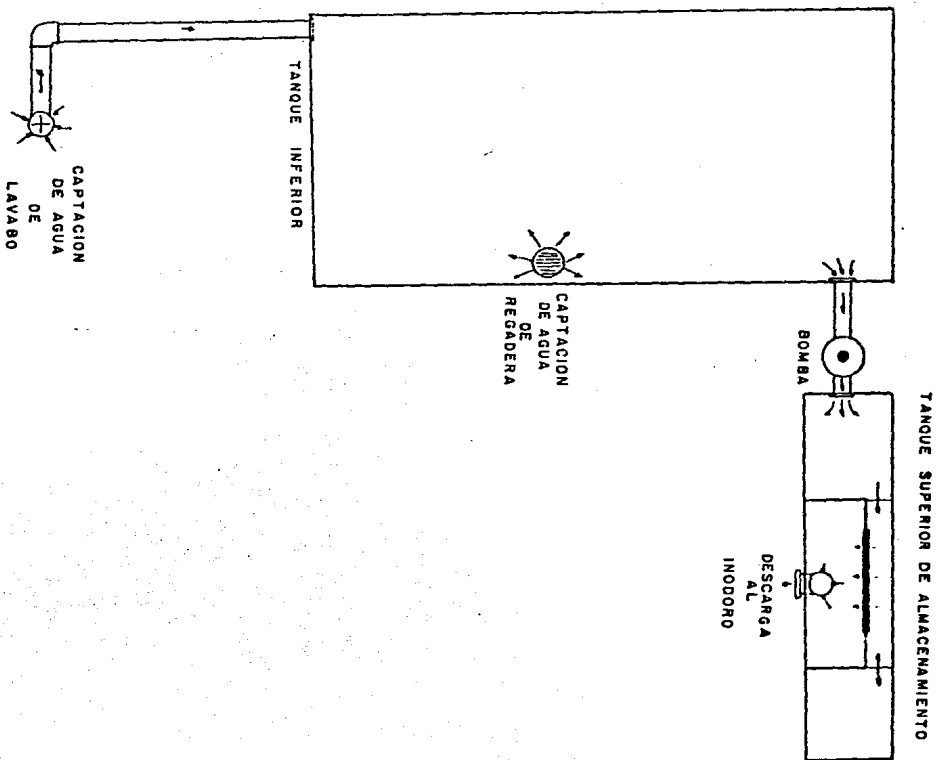 TANQUE SUPERIOR DE ALMACENAMIENTO
BOMBA
DESCARGA
AL
INODORO
CAPTACION
DE AGUA
DE
REGADERA
TANQUE INFERIOR
CAPTACION
DE AGUA
DE
LAVABO